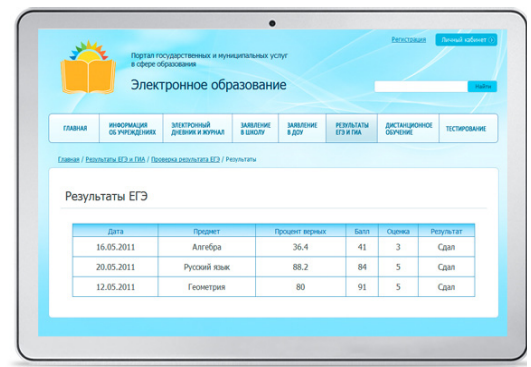 Регистрация
Личный кабинет
Портал государственных и муниципальных услуг
в сфере образования
Электронное образование
Найти
ГЛАВНАЯ
ИНФОРМАЦИЯ
ОБ УЧРЕЖДЕНИЯХ
ЭЛЕКТРОННЫЙ
ДНЕВНИК И ЖУРНАЛ
ЗАЯВЛЕНИЕ
В ШКОЛУ
ЗАЯВЛЕНИЕ
В ДОУ
РЕЗУЛЬТАТЫ
ЕГЭ И ГИА
ДИСТАНЦИОННОЕ
ОБУЧЕНИЕ
ТЕСТИРОВАНИЕ
Главная / Результаты ЕГЭ и ГИА / Проверка результата ЕГЭ / Результаты
Результаты ЕГЭ
Дата Предмет Процент верных Балл Оценка Результат
16.05.2011 Алгебра 36.4 41 3 Сдал
20.05.2011 Русский язык 88.2 84 5 Сдал
12.05.2011 Геометрия 80 91 5 Сдал